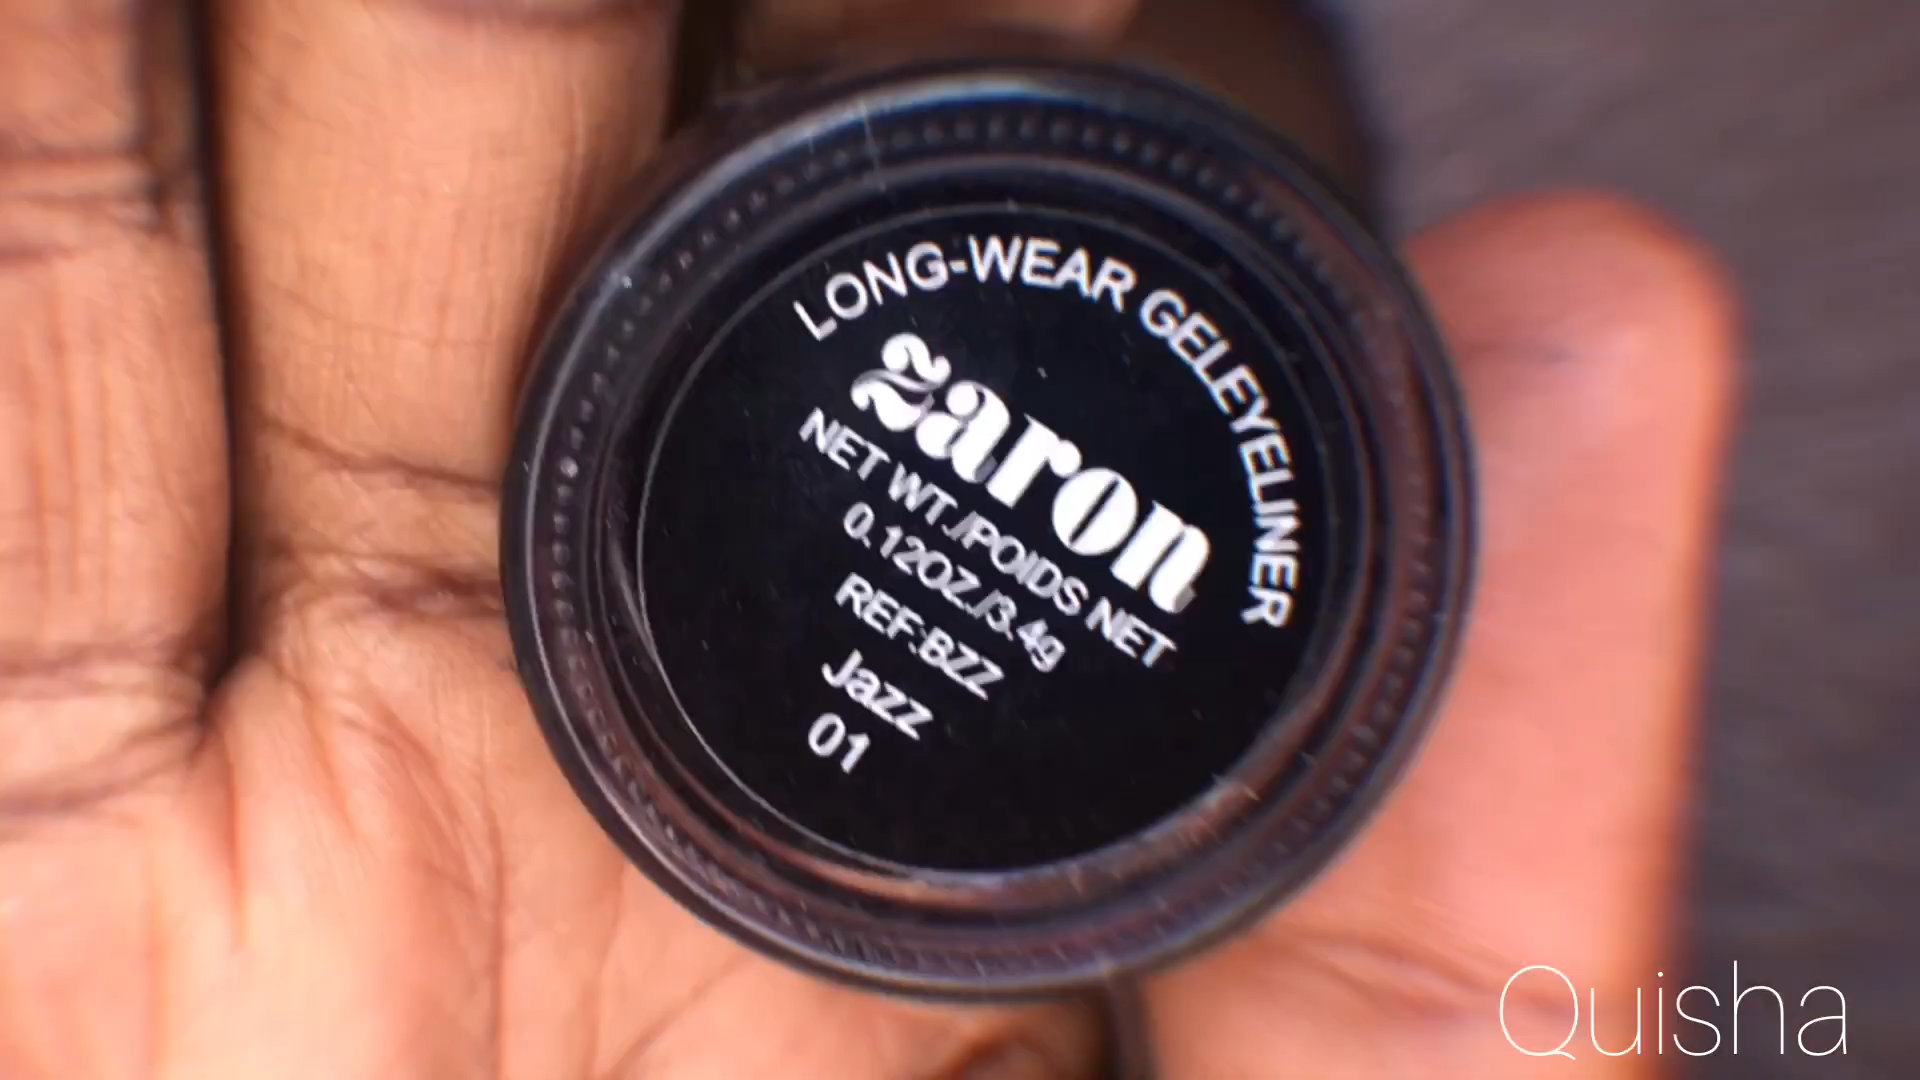 LONG-WEAR GELEYELINER
zaron
NET WT./POIDS NET
0.12OZ./3.4g
REF:BZZ
Jazz
01
Quisha